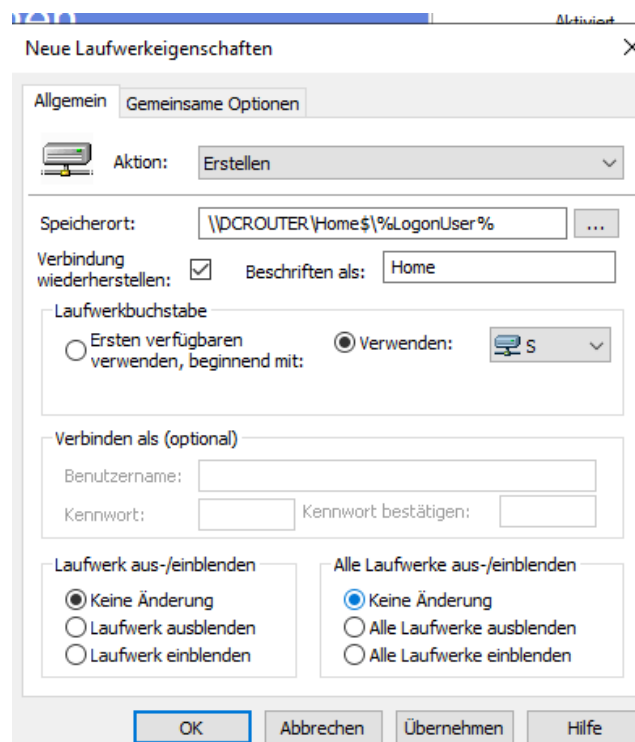 nen
Aktiviert
Neue Laufwerkeigenschaften
Allgemein
Gemeinsame Optionen
Aktion:
Erstellen
Speicherort:
\\DCROUTER\Home$\%LogonUser%
...
Verbindung
wiederherstellen:
Beschriften als:
Home
Laufwerkbuchstabe
Ersten verfügbaren
verwenden, beginnend mit:
Verwenden:
S
Verbinden als (optional)
Benutzername:
Kennwort:
Kennwort bestätigen:
Laufwerk aus-/einblenden
Keine Änderung
Laufwerk ausblenden
Laufwerk einblenden
Alle Laufwerke aus-/einblenden
Keine Änderung
Alle Laufwerke ausblenden
Alle Laufwerke einblenden
OK
Abbrechen
Übernehmen
Hilfe